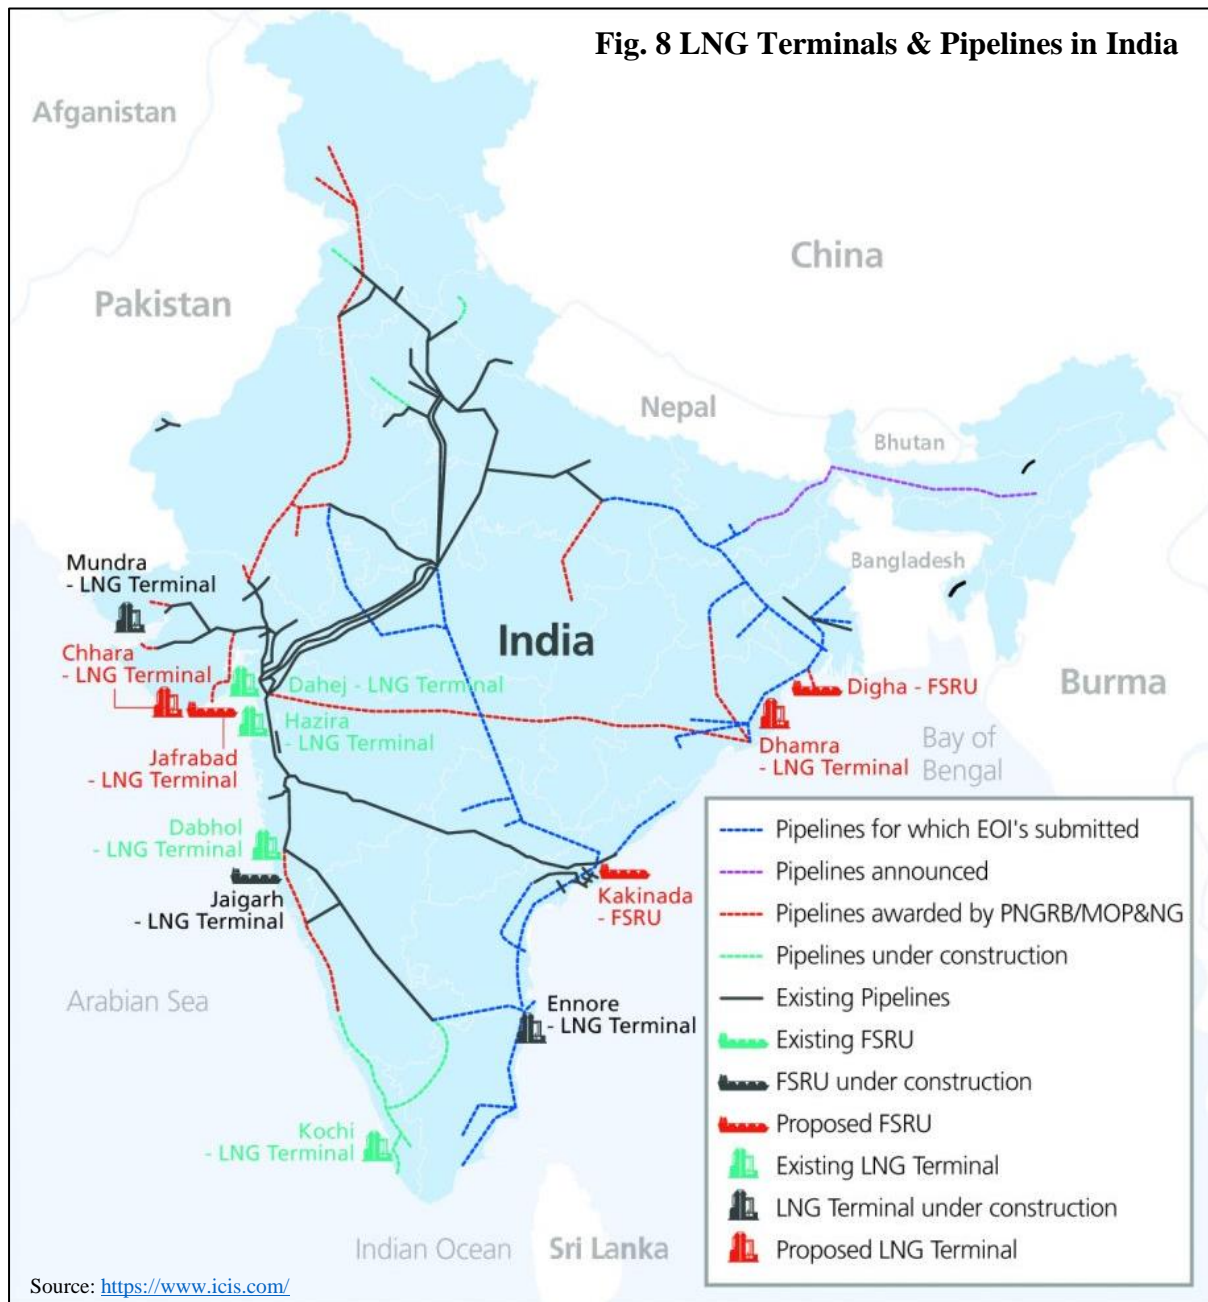 Fig. 8 LNG Terminals & Pipelines in India
Afganistan
China
Pakistan
Nepal
Bhutan
Bangladesh
Mundra
- LNG Terminal
India
Chhara
- LNG Terminal
Dahej - LNG Terminal
Digha - FSRU
Burma
Hazira
- LNG Terminal
Jafrabad
- LNG Terminal
Dhamra
- LNG Terminal
Bay of
Bengal
Dabhol
- LNG Terminal
Jaigarh
- LNG Terminal
Kakinada
- FSRU
Arabian Sea
Ennore
- LNG Terminal
Kochi
- LNG Terminal
Indian Ocean
Sri Lanka
Pipelines for which EOI's submitted
Pipelines announced
Pipelines awarded by PNGRB/MOP&NG
Pipelines under construction
Existing Pipelines
Existing FSRU
FSRU under construction
Proposed FSRU
Existing LNG Terminal
LNG Terminal under construction
Proposed LNG Terminal
Source: https://www.icis.com/